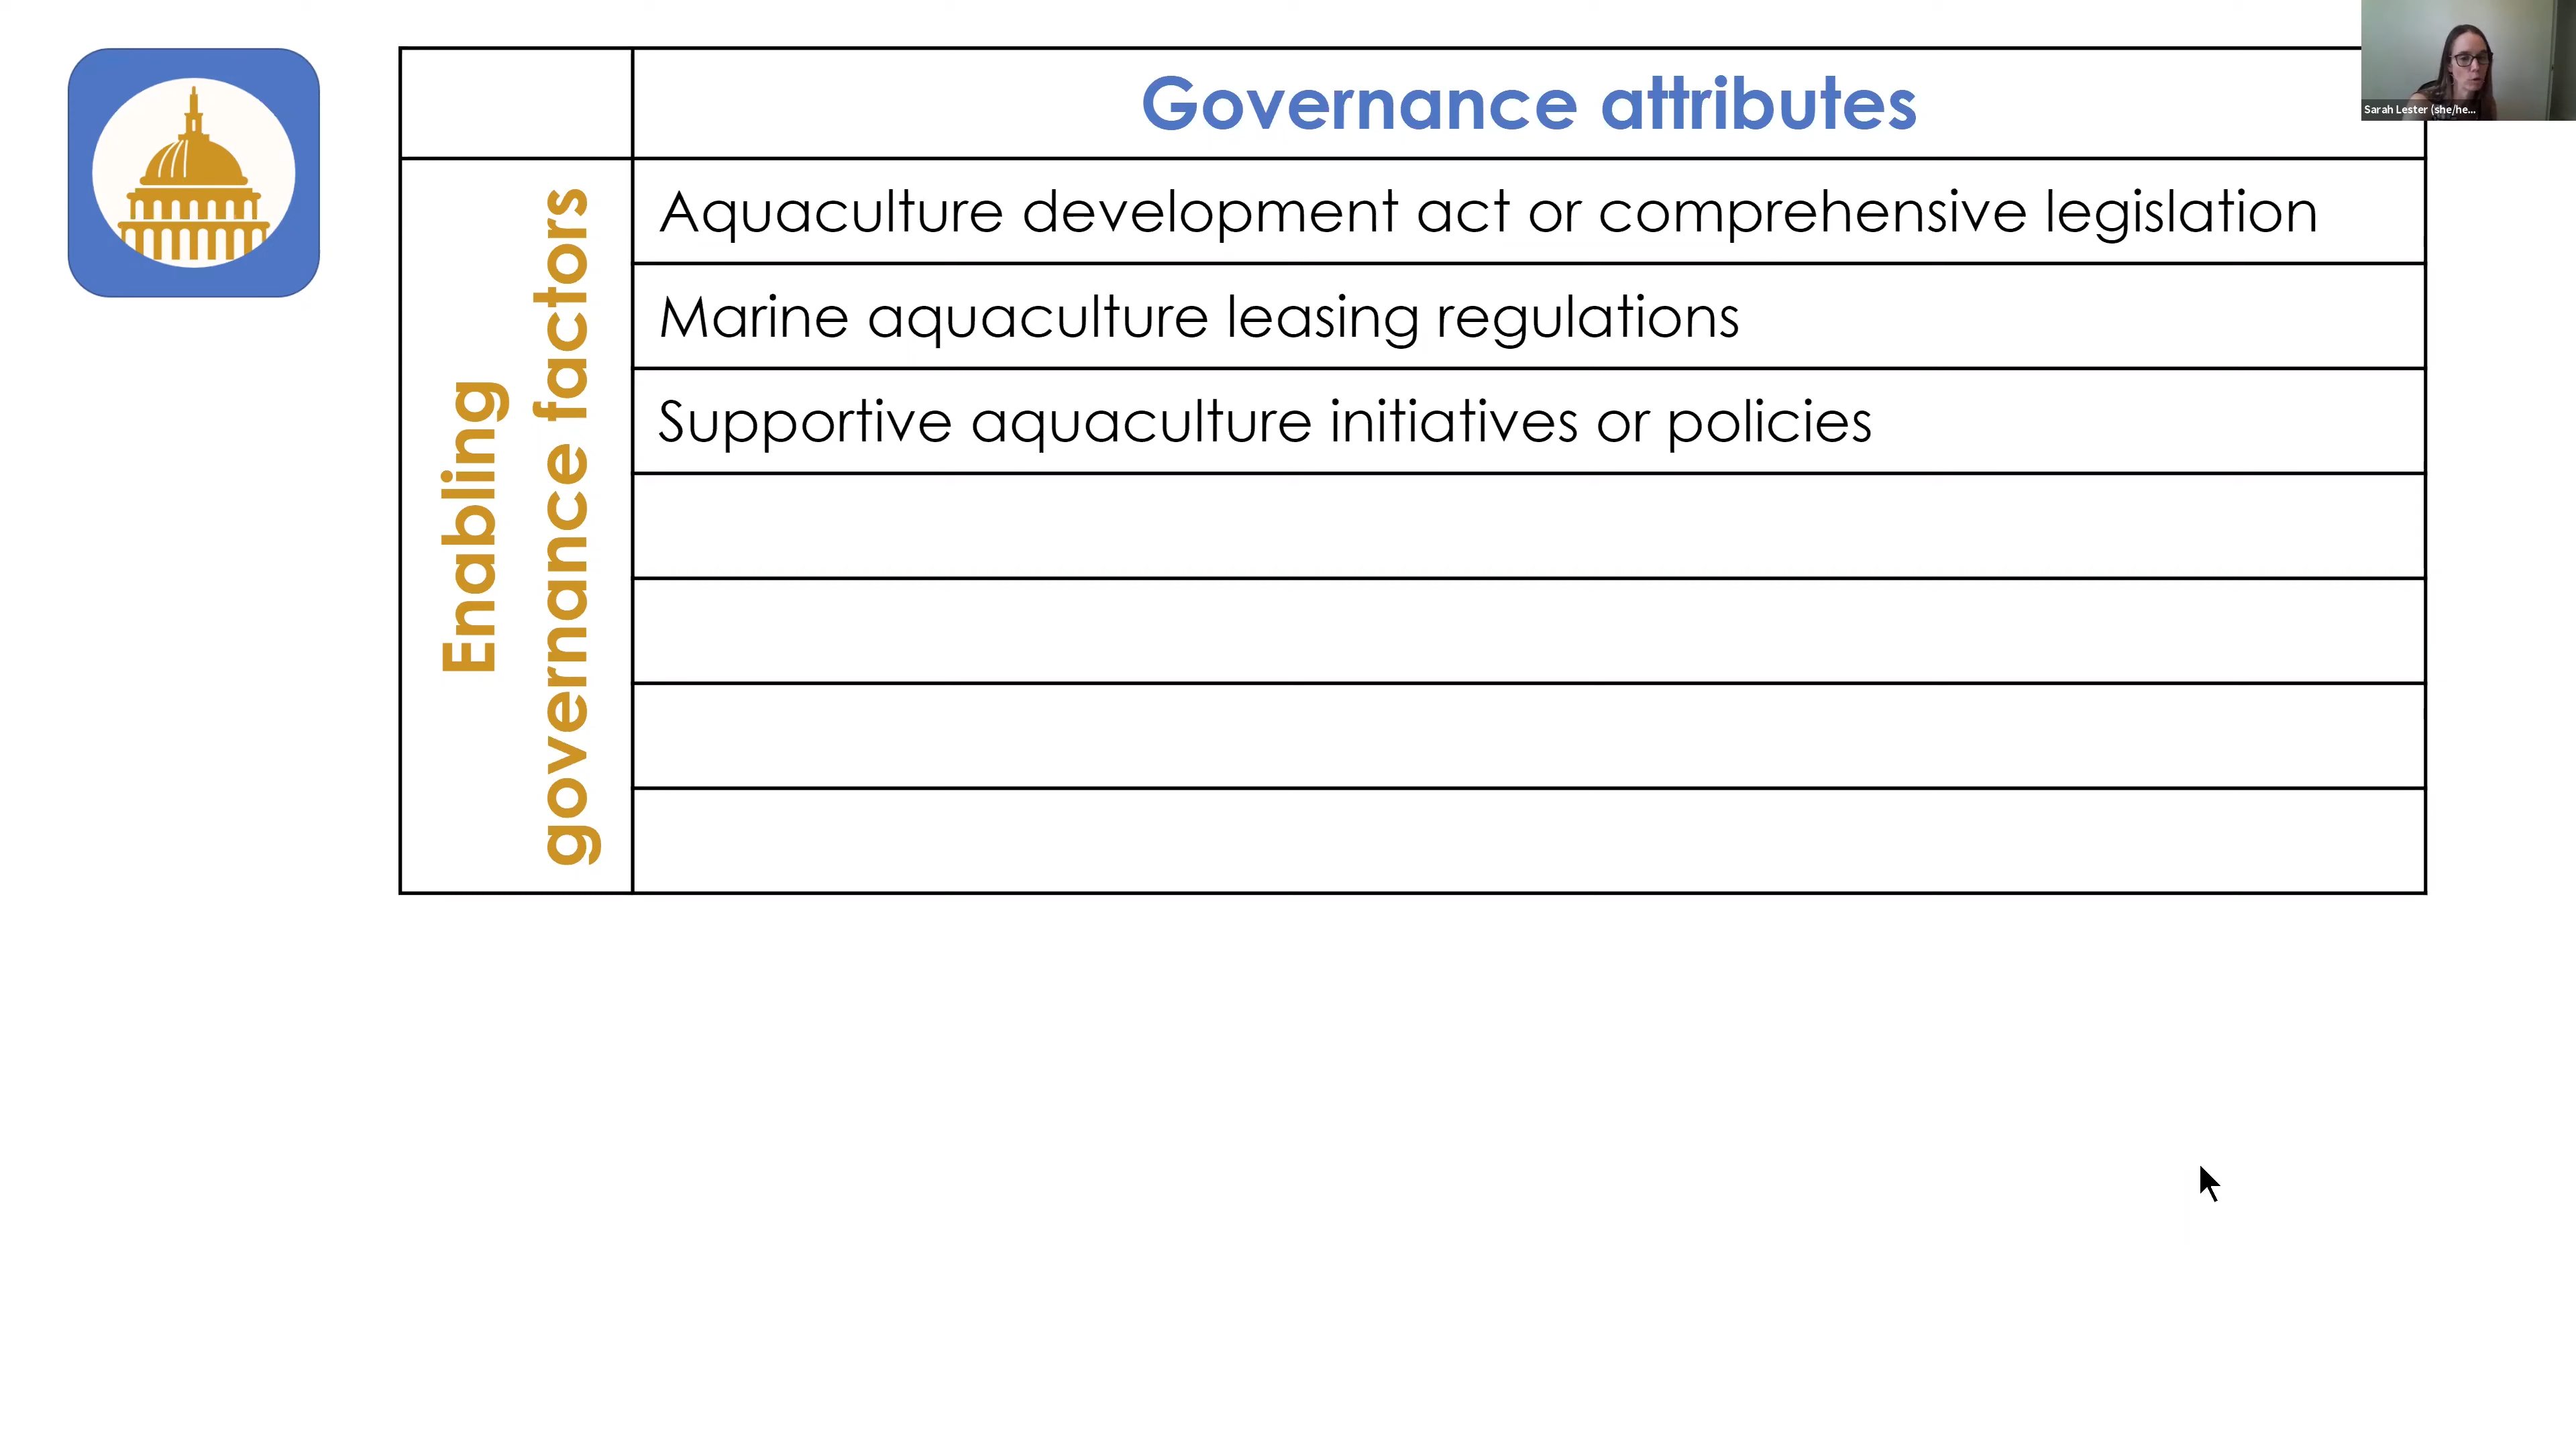 Governance attributes
Sarah Lester (she/he...
Enabling
governance factors
Aquaculture development act or comprehensive legislation
Marine aquaculture leasing regulations
Supportive aquaculture initiatives or policies